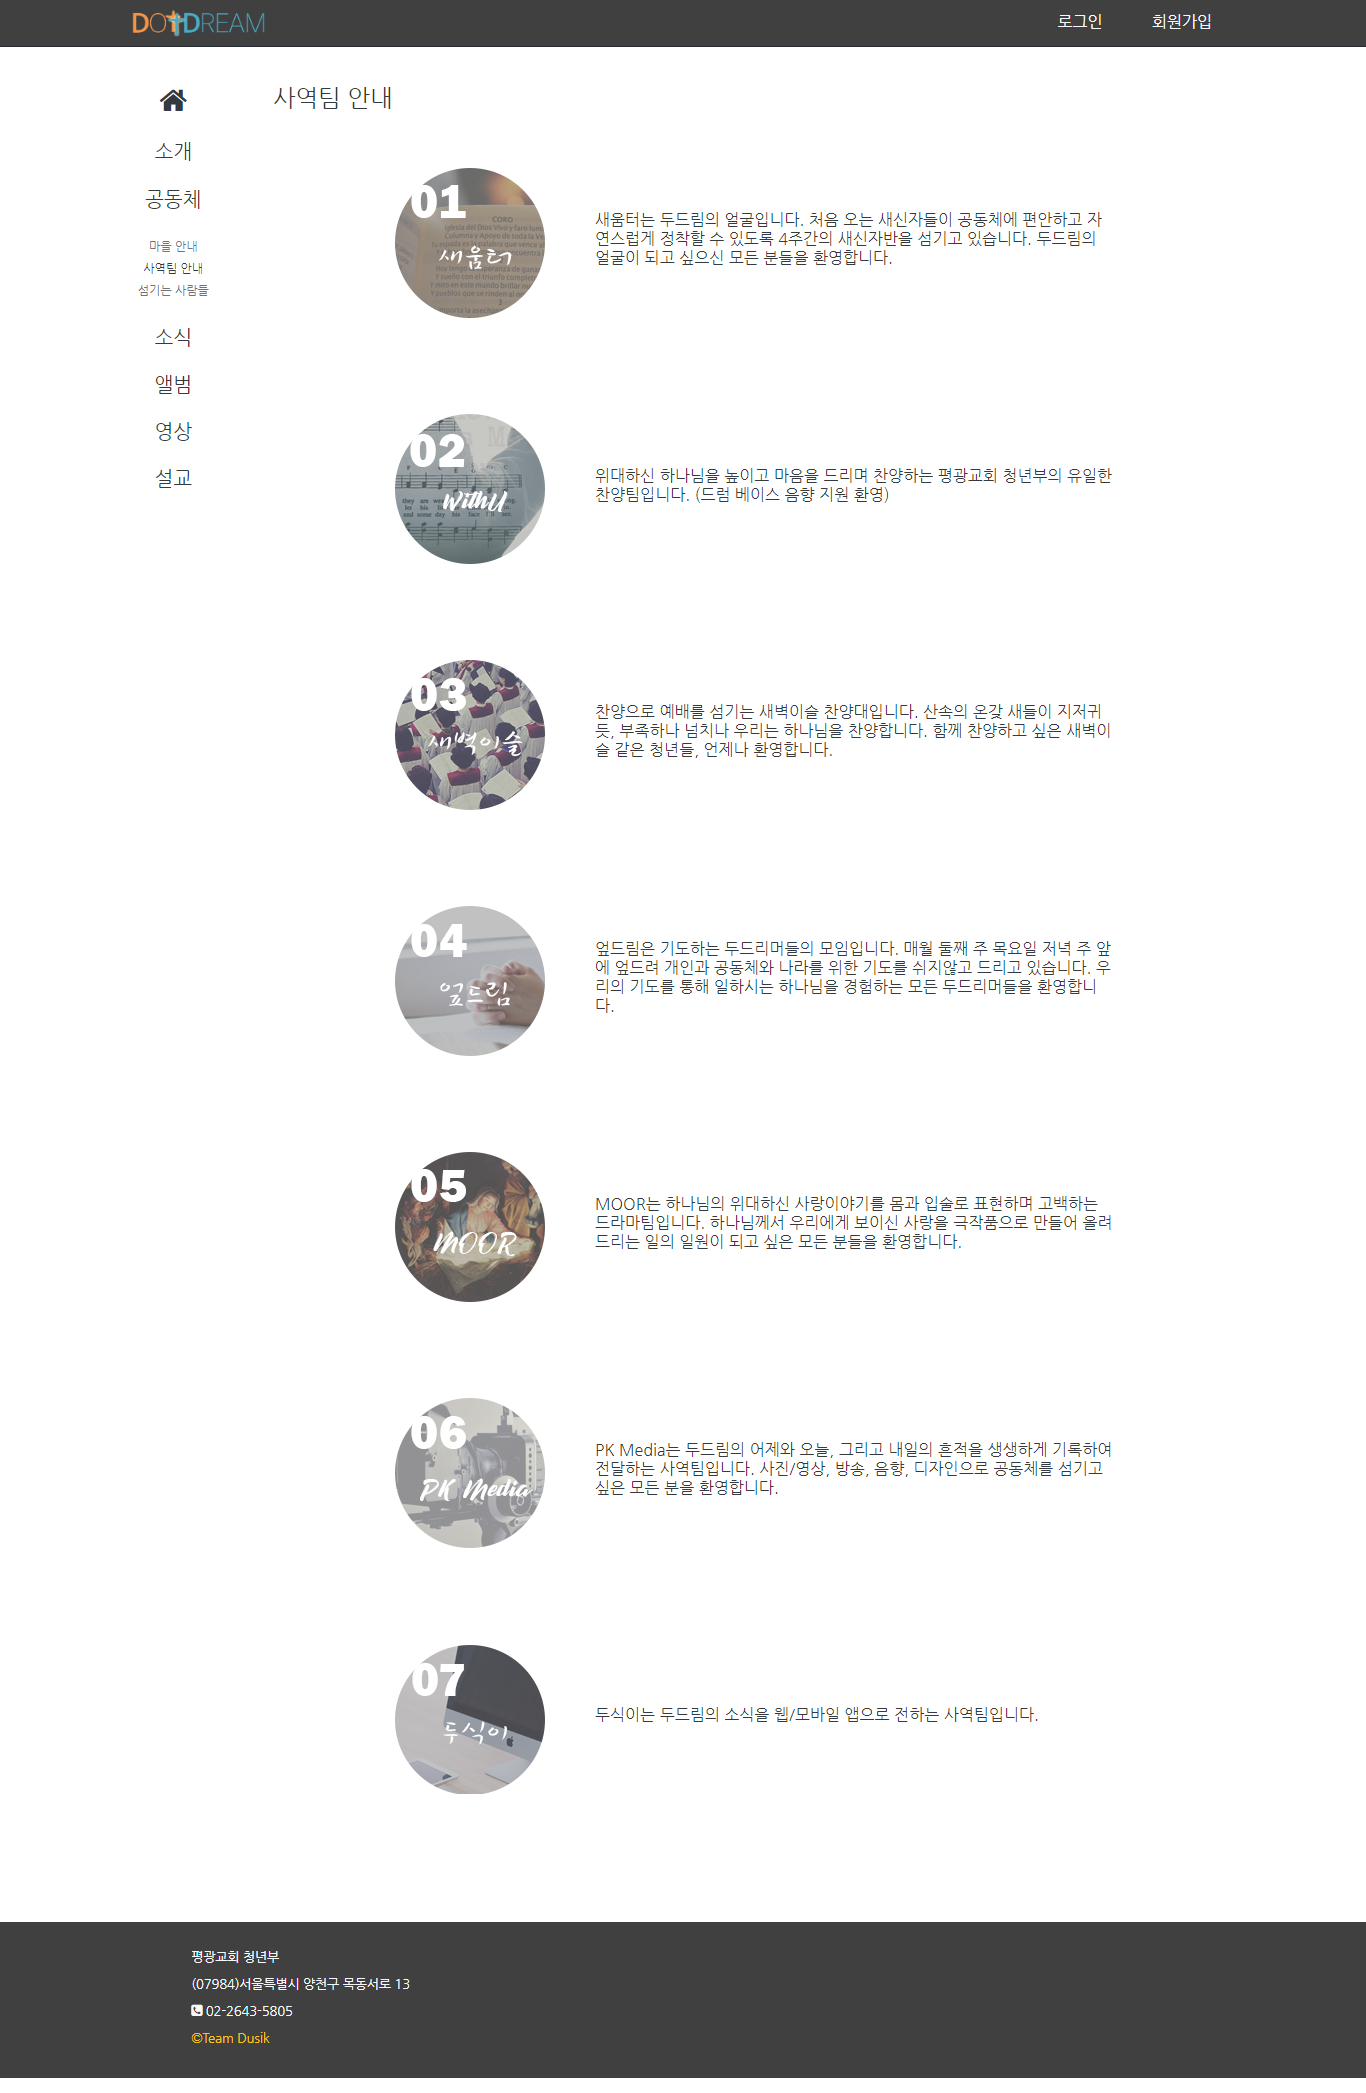 DODREAM
로그인
회원가입
사역팀 안내
소개
공동체
마을 안내
사역팀 안내
섬기는 사람들
소식
앨범
영상
설교
01
CORO
새움터
새움터는 두드림의 얼굴입니다. 처음 오는 새신자들이 공동체에 편안하고 자
연스럽게 정착할 수 있도록 4주간의 새신자반을 섬기고 있습니다. 두드림의
얼굴이 되고 싶으신 모든 분들을 환영합니다.
02
WithU
위대하신 하나님을 높이고 마음을 드리며 찬양하는 평광교회 청년부의 유일한
찬양팀입니다. (드럼 베이스 음향 지원 환영)
03
새벽이슬
찬양으로 예배를 섬기는 새벽이슬 찬양대입니다. 산속의 온갖 새들이 지저귀
듯, 부족하나 넘치나 우리는 하나님을 찬양합니다. 함께 찬양하고 싶은 새벽이
슬 같은 청년들, 언제나 환영합니다.
04
엎드림
엎드림은 기도하는 두드리머들의 모임입니다. 매월 둘째 주 목요일 저녁 주 앞
에 엎드려 개인과 공동체와 나라를 위한 기도를 쉬지않고 드리고 있습니다. 우
리의 기도를 통해 일하시는 하나님을 경험하는 모든 두드리머들을 환영합니
다.
05
MOOR
MOOR는 하나님의 위대하신 사랑이야기를 몸과 입술로 표현하며 고백하는
드라마팀입니다. 하나님께서 우리에게 보이신 사랑을 극작품으로 만들어 올려
드리는 일의 일원이 되고 싶은 모든 분들을 환영합니다.
06
PK Media
PK Media는 두드림의 어제와 오늘, 그리고 내일의 흔적을 생생하게 기록하여
전달하는 사역팀입니다. 사진/영상, 방송, 음향, 디자인으로 공동체를 섬기고
싶은 모든 분을 환영합니다.
07
두식이
두식이는 두드림의 소식을 웹/모바일 앱으로 전하는 사역팀입니다.
평광교회 청년부
(07984)서울특별시 양천구 목동서로 13
02-2643-5805
©Team Dusik